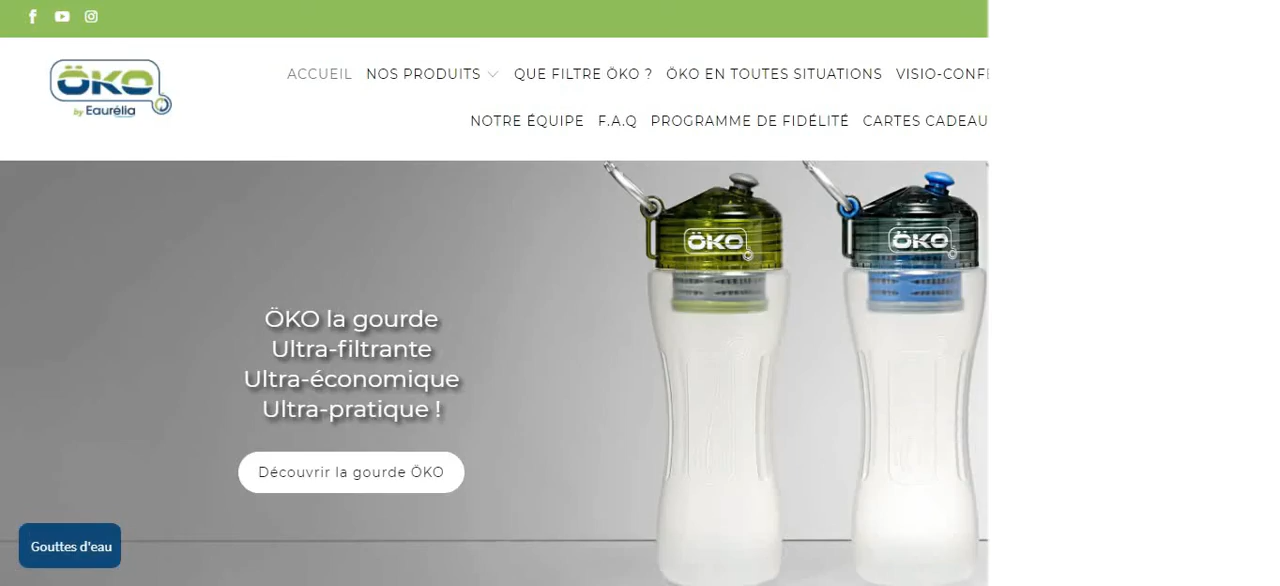 ÖKO
by Eaurélia
ACCUEIL NOS PRODUITS QUE FILTRE ÖKO ? ÖKO EN TOUTES SITUATIONS
NOTRE ÉQUIPE F.A.Q PROGRAMME DE FIDÉLITÉ CARTES CADEAU
ÖKO ÖKO
ÖKO la gourde
Ultra-filtrante
Ultra-économique
Ultra-pratique !
Découvrir la gourde ÖKO
Gouttes d'eau